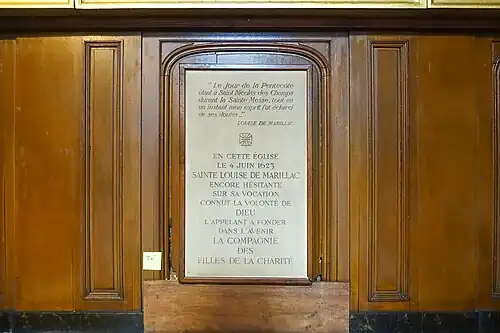 "Le jour de la Pentecôte
étant à Saint Nicolas des Champs
durant la Sainte Messe, tout en
un instant mon esprit fut éclairci
de ses doutes..."
LOUISE DE MARILLAC
EN CETTE ÉGLISE
LE 4 JUIN 1623
SAINTE LOUISE DE MARILLAC
ENCORE HÉSITANTE
SUR SA VOCATION
CONNUT LA VOLONTÉ DE
DIEU
L'APPELANT À FONDER
DANS L'AVENIR
LA COMPAGNIE
DES
FILLES DE LA CHARITÉ